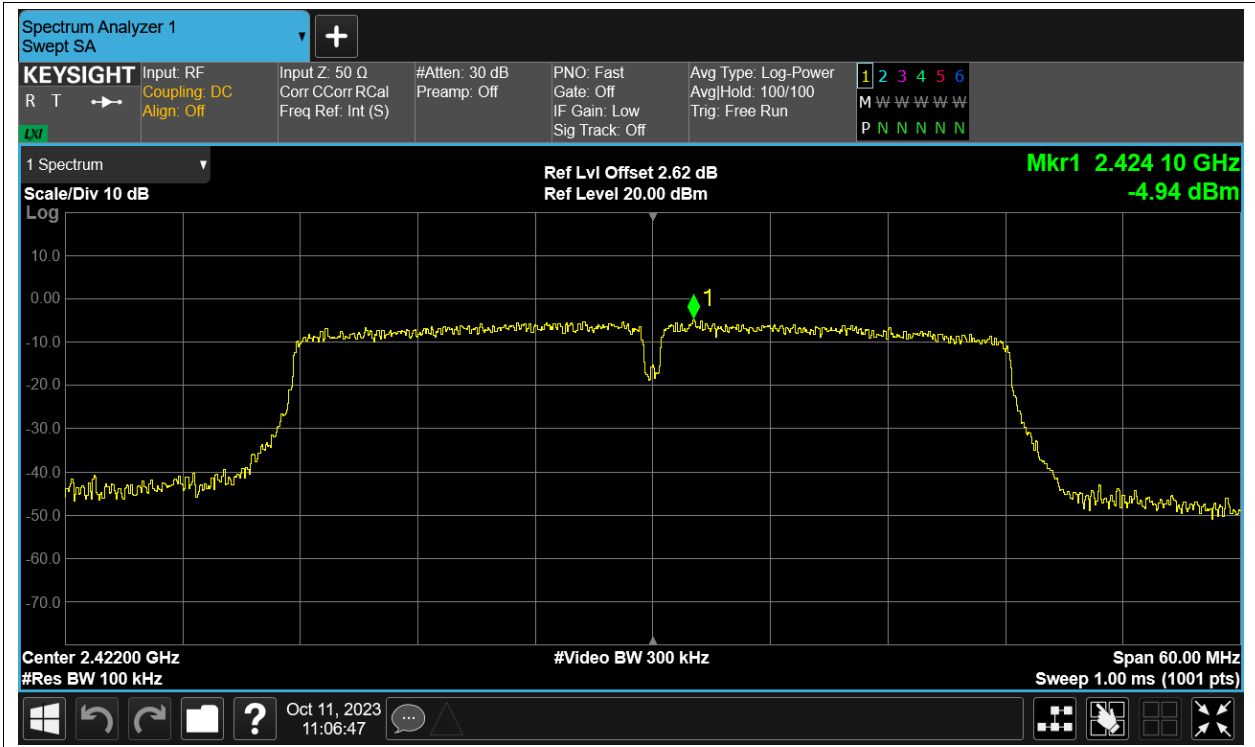 Spectrum Analyzer 1
Swept SA
KEYSIGHT
R T
LXI
Input: RF
Coupling: DC
Align: Off
Input Z: 50 Ω
Corr CCorr RCal
Freq Ref: Int (S)
#Atten: 30 dB
Preamp: Off
PNO: Fast
Gate: Off
IF Gain: Low
Sig Track: Off
Avg Type: Log-Power
Avg|Hold: 100/100
Trig: Free Run
1 2 3 4 5 6
M W W W W W W
P N N N N N
1 Spectrum
Scale/Div 10 dB
Log
Ref Lvl Offset 2.62 dB
Ref Level 20.00 dBm
Mkr1 2.424 10 GHz
-4.94 dBm
10.0
0.00
-10.0
-20.0
-30.0
-40.0
-50.0
-60.0
-70.0
1
Center 2.42200 GHz
#Res BW 100 kHz
#Video BW 300 kHz
Span 60.00 MHz
Sweep 1.00 ms (1001 pts)
?
Oct 11, 2023
11:06:47